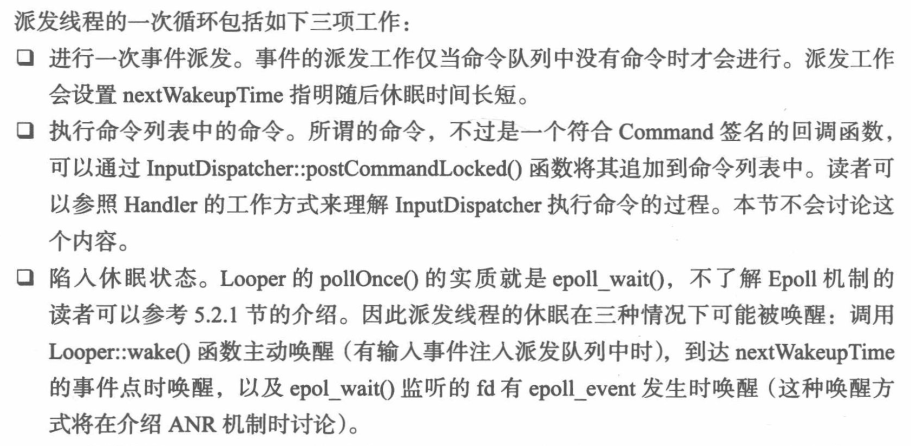 派发线程的一次循环包括如下三项工作：
❑ 进行一次事件派发。事件的派发工作仅当命令队列中没有命令时才会进行。派发工作
会设置 nextWakeupTime 指明随后休眠时间长短。
❑ 执行命令列表中的命令。所谓的命令，不过是一个符合 Command 签名的回调函数，
可以通过 InputDispatcher::postCommandLocked() 函数将其追加到命令列表中。读者可
以参照 Handler 的工作方式来理解 InputDispatcher 执行命令的过程。本节不会讨论这
个内容。
❑ 陷入休眠状态。Looper 的 pollOnce() 的实质就是 epoll_wait()，不了解 Epoll 机制的
读者可以参考 5.2.1 节的介绍。因此派发线程的休眠在三种情况下可能被唤醒：调用
Looper::wake() 函数主动唤醒（有输入事件注入派发队列中时），到达 nextWakeupTime
的事件点时唤醒，以及 epol_wait() 监听的 fd 有 epoll_event 发生时唤醒（这种唤醒方
式将在介绍 ANR 机制时讨论）。